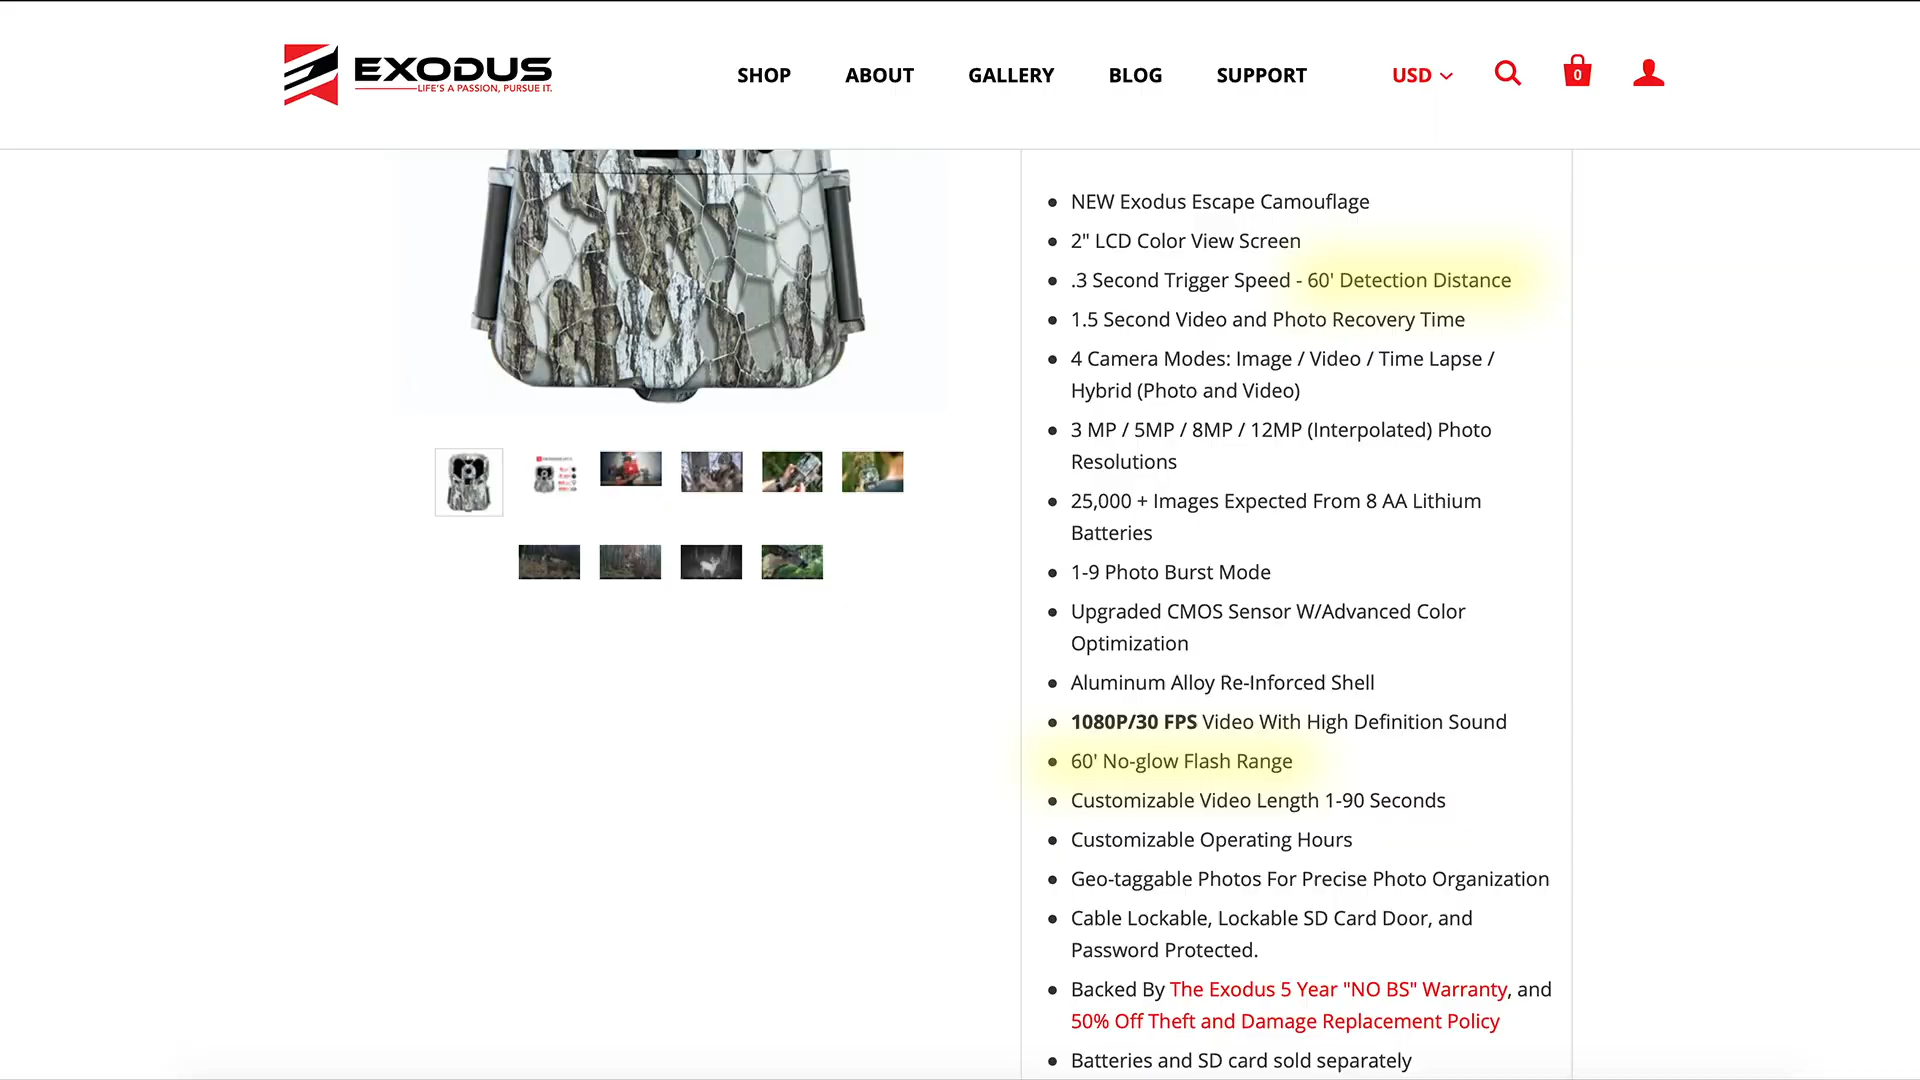 EXODUS
LIFE'S A PASSION, PURSUE IT.
SHOP
ABOUT
GALLERY
BLOG
SUPPORT
USD
0
NEW Exodus Escape Camouflage
2" LCD Color View Screen
.3 Second Trigger Speed - 60' Detection Distance
1.5 Second Video and Photo Recovery Time
4 Camera Modes: Image / Video / Time Lapse /
Hybrid (Photo and Video)
3 MP / 5MP / 8MP / 12MP (Interpolated) Photo
Resolutions
25,000 + Images Expected From 8 AA Lithium
Batteries
1-9 Photo Burst Mode
Upgraded CMOS Sensor W/Advanced Color
Optimization
Aluminum Alloy Re-Inforced Shell
1080P/30 FPS Video With High Definition Sound
60' No-glow Flash Range
Customizable Video Length 1-90 Seconds
Customizable Operating Hours
Geo-taggable Photos For Precise Photo Organization
Cable Lockable, Lockable SD Card Door, and
Password Protected.
Backed By The Exodus 5 Year "NO BS" Warranty, and
50% Off Theft and Damage Replacement Policy
Batteries and SD card sold separately